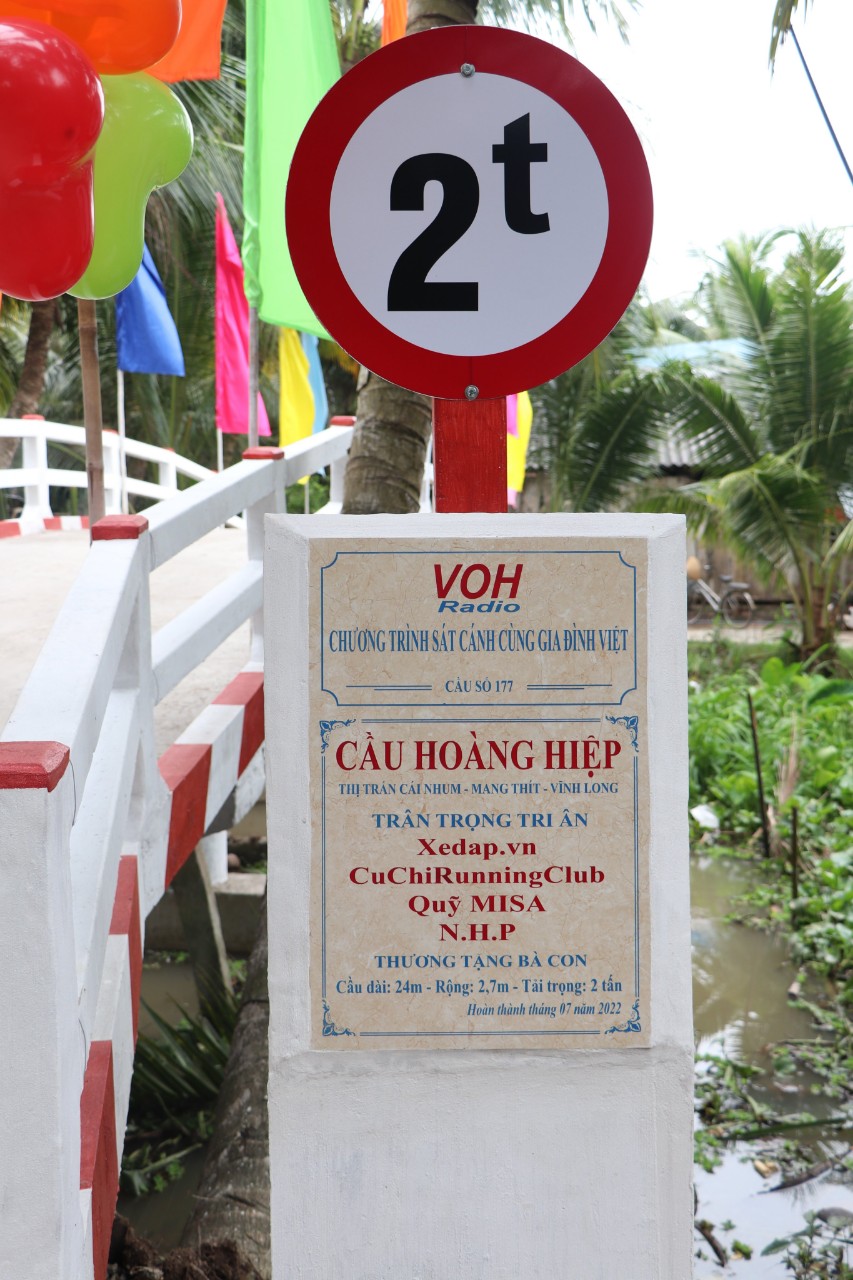 2t
VOH
Radio
CHƯƠNG TRÌNH SÁT CÁNH CÙNG GIA ĐÌNH VIỆT
CẦU SỐ 177
CẦU HOÀNG HIỆP
THỊ TRẤN CÁI NHUM - MANG THÍT - VĨNH LONG
TRÂN TRỌNG TRI ÂN
Xedap.vn
CuChiRunningClub
Quỹ MISA
N.H.P
THƯƠNG TẶNG BÀ CON
Cầu dài: 24m - Rộng: 2,7m - Tải trọng: 2 tấn
Hoàn thành tháng 07 năm 2022